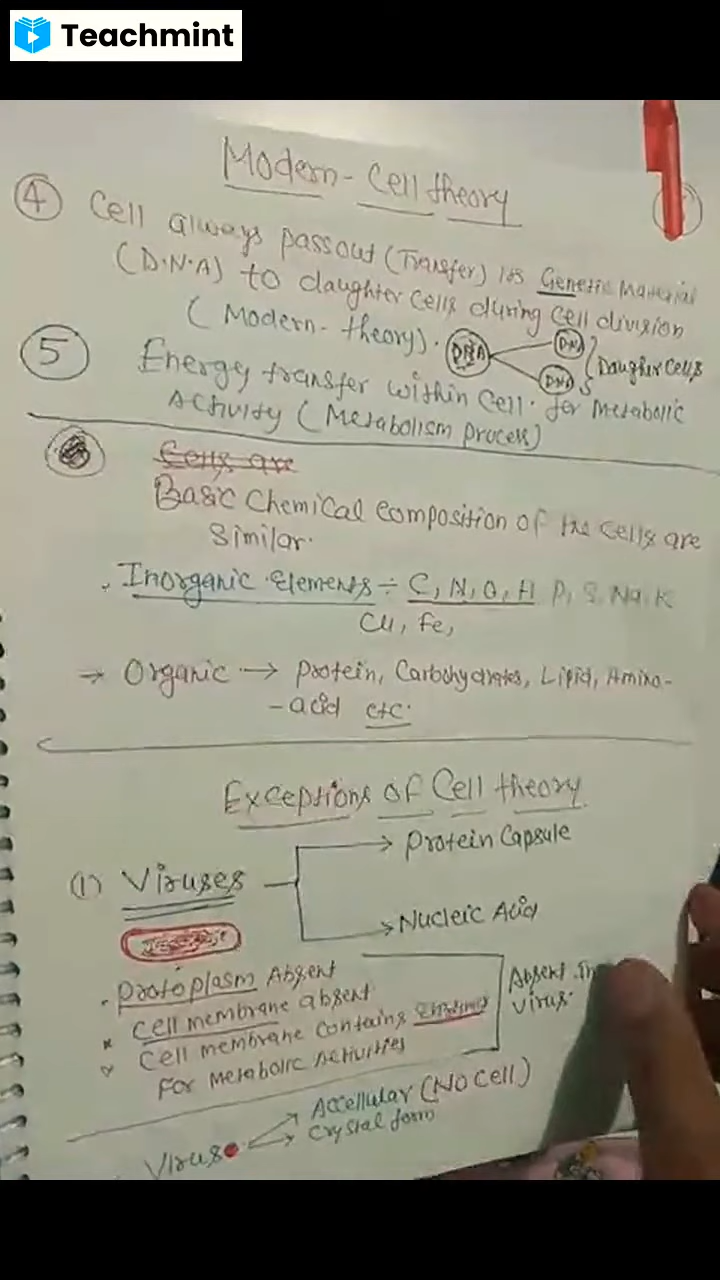 Teachmint
Modern-Cell theory
④ Cell always passout (Transfer) its Genetic Material
(D.N.A) to daughter cells during cell division
(Modern-theory).
DNA DNA DNA Daugher Cells
⑤ Energy transfer within cell. for Metabolic
Activity (Metabolism process)
Cells are
Basic Chemical composition of the cells are
Similar.
. Inorganic Elements ÷ C, N, O, H P, S, Na, K
Cu, Fe,
→ Organic → Protein, Carbohydrates, Lipid, Amino-
-acid etc.
Exceptions of Cell theory
(1) Viruses
Protein Capsule
Nucleic Acid
. Protoplasm Absent
× Cell membrane absent
× Cell membrane contains
For Metabolic Activities
Absent in
virus.
Virus
Accellular (No cell)
Crystal form